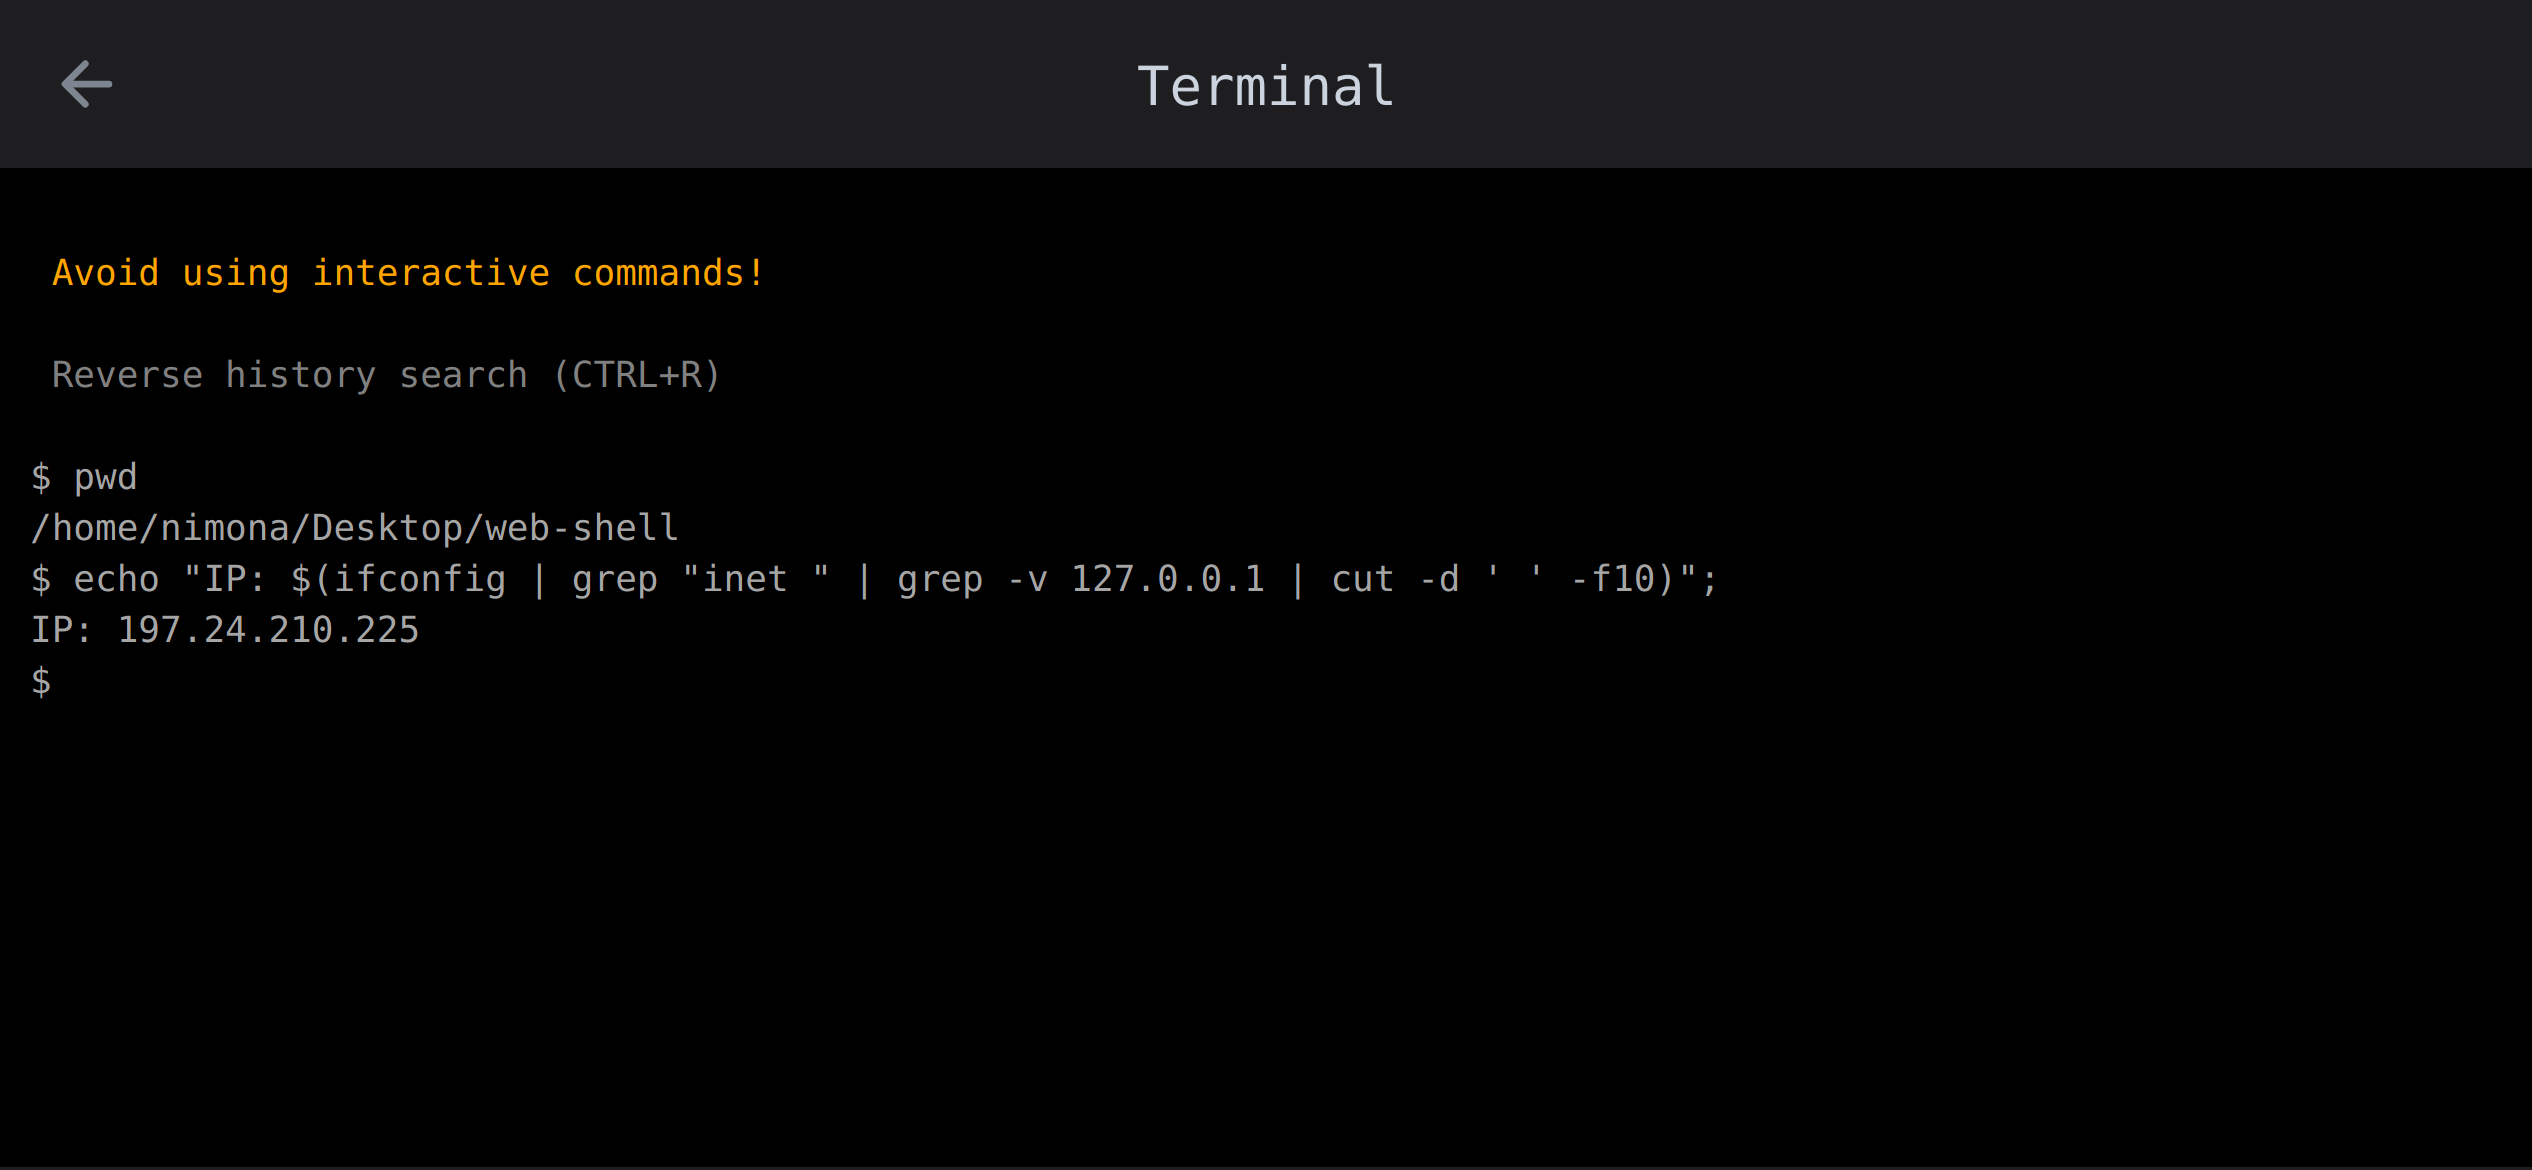 Terminal
Avoid using interactive commands!
Reverse history search (CTRL+R)
$ pwd
/home/nimona/Desktop/web-shell
$ echo "IP: $(ifconfig | grep "inet " | grep -v 127.0.0.1 | cut -d ' ' -f10)";
IP: 197.24.210.225
$